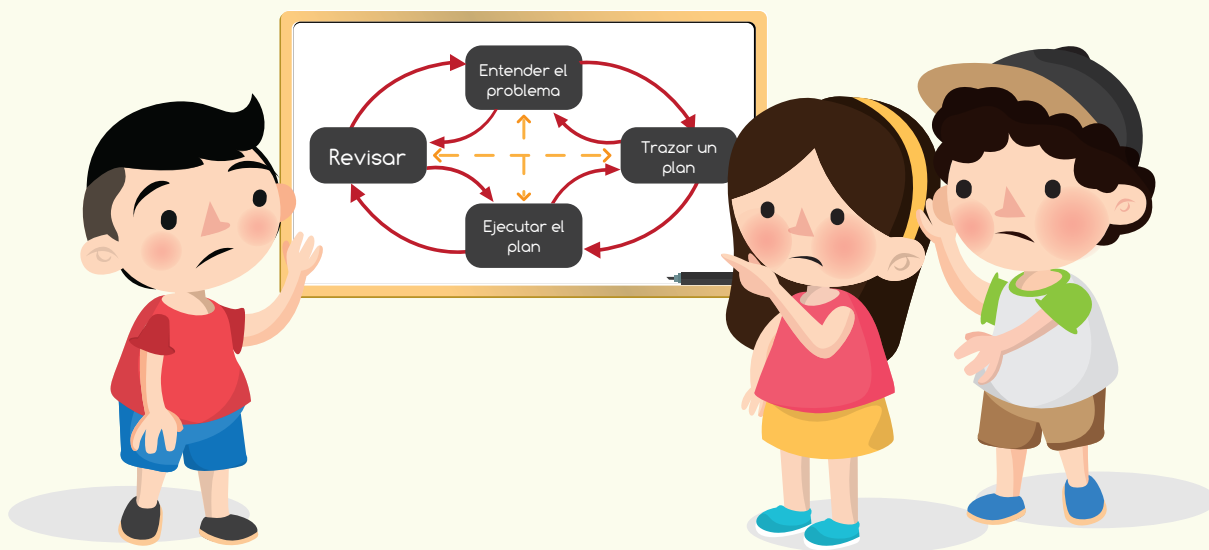 Entender el
problema
Revisar
Trazar un
plan
Ejecutar el
plan